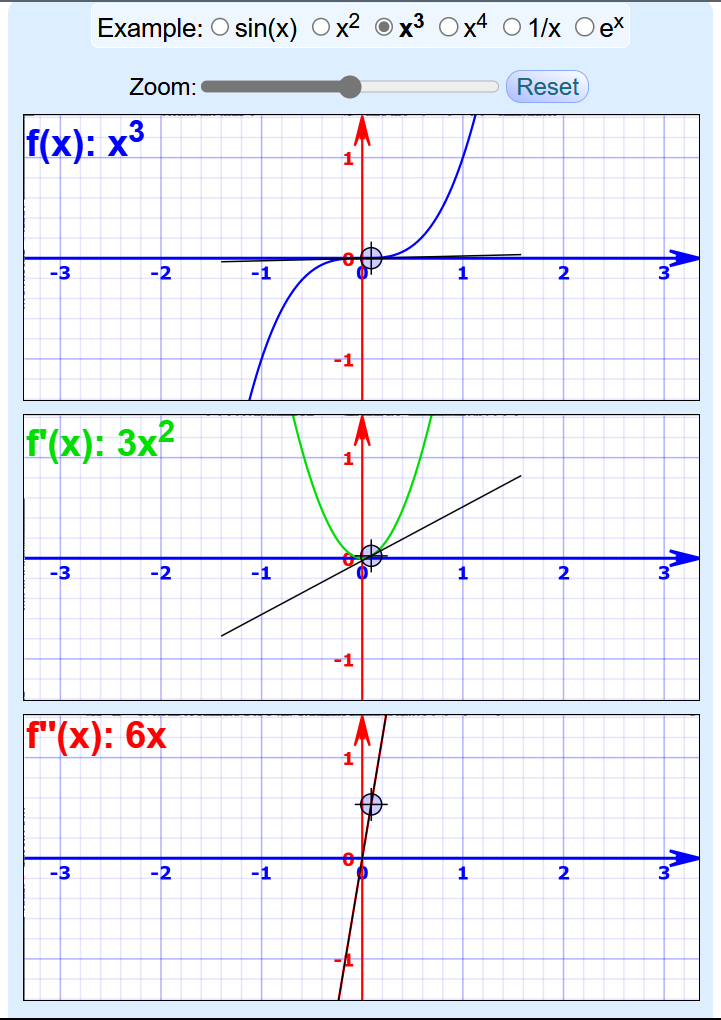 Example: sin(x) x² x³ x⁴ 1/x eˣ
Zoom: Reset
f(x): x³
1
0
-3 -2 -1 0 1 2 3
-1
f'(x): 3x²
1
0
-3 -2 -1 0 1 2 3
-1
f''(x): 6x
1
0
-3 -2 -1 0 1 2 3
-1